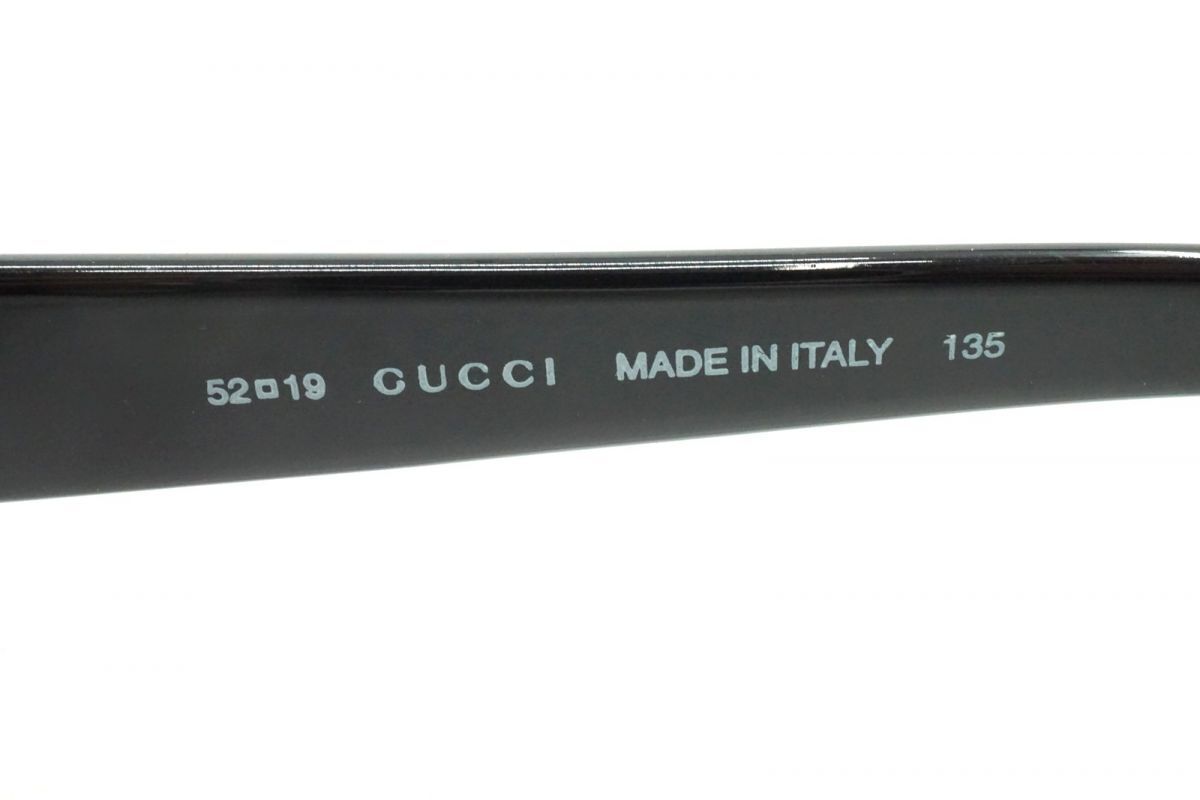 52□19 GUCCI MADE IN ITALY 135